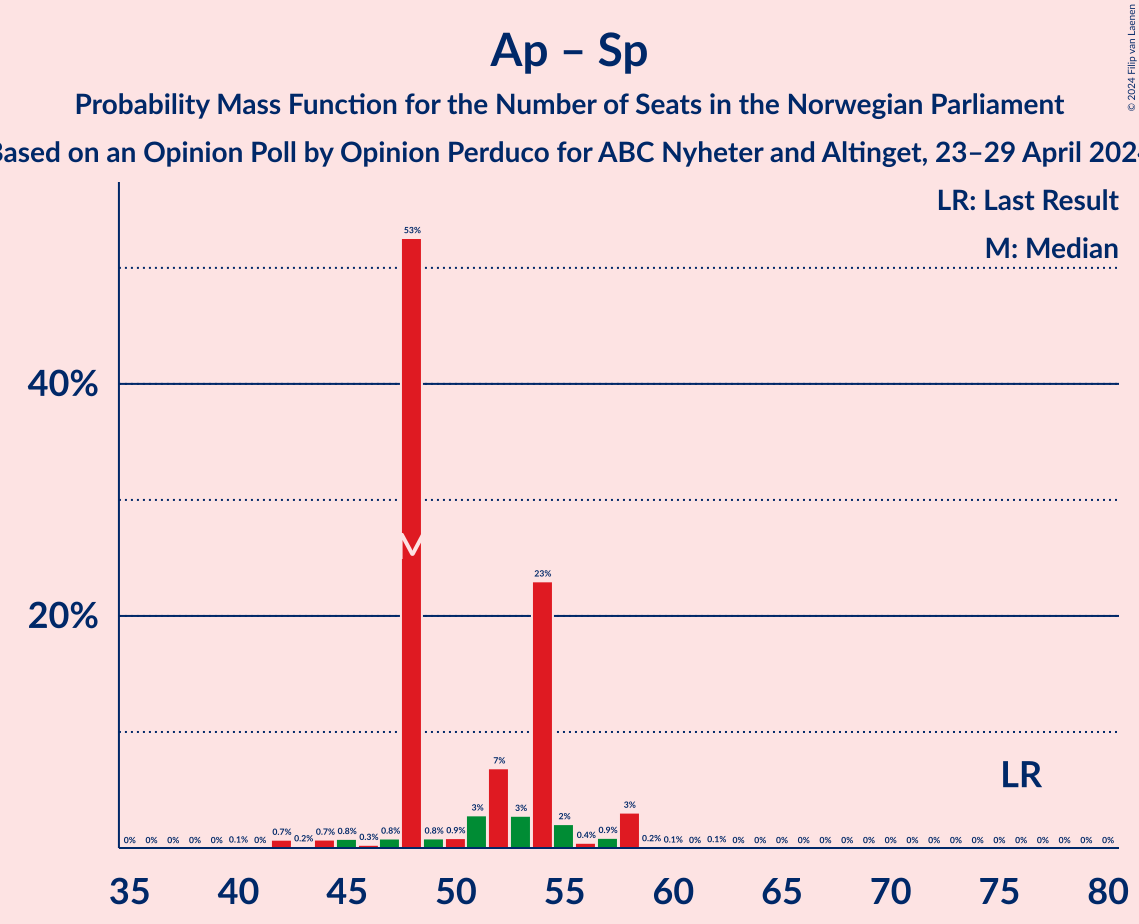 © 2024 Filip van Laenen
Ap – Sp
Probability Mass Function for the Number of Seats in the Norwegian Parliament
Based on an Opinion Poll by Opinion Perduco for ABC Nyheter and Altinget, 23–29 April 2024
LR: Last Result
M: Median
53%
40%
M
23%
20%
7%
LR
3% 3% 2% 3%
0% 0% 0% 0% 0% 0.1% 0% 0.7% 0.2% 0.7% 0.8% 0.3% 0.8% 0.8% 0.9% 0.4% 0.9% 0.2% 0.1% 0% 0.1% 0% 0% 0% 0% 0% 0% 0% 0% 0% 0% 0% 0% 0% 0% 0% 0% 0% 0%
35 40 45 50 55 60 65 70 75 80